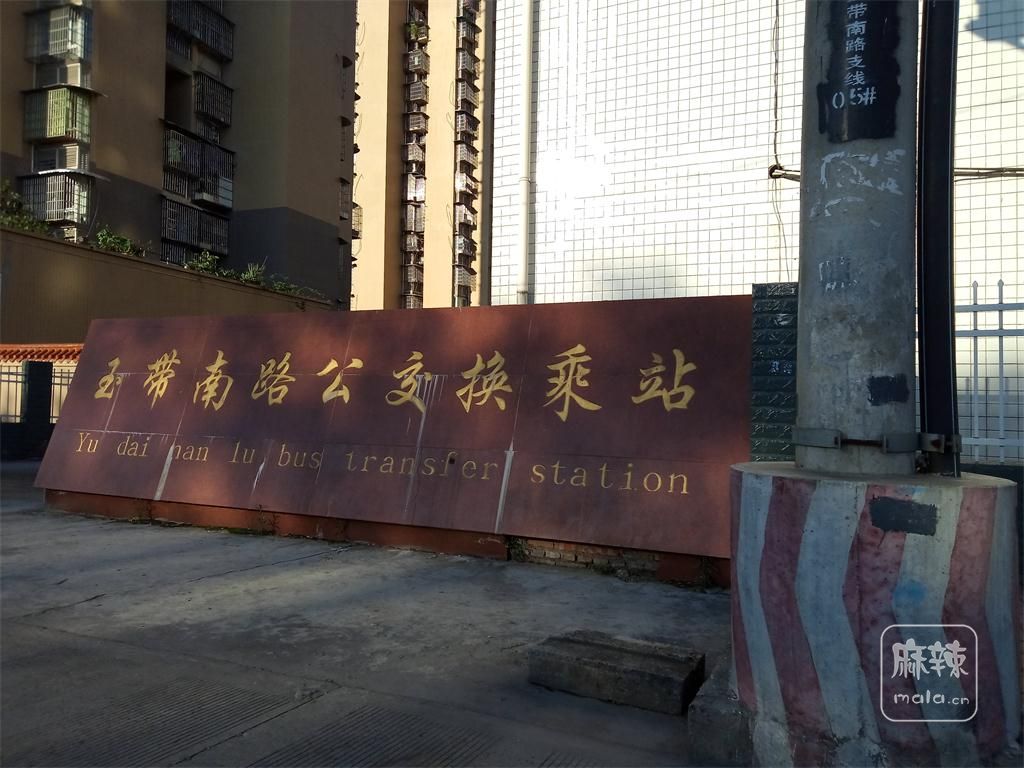 带南路支线
05#
玉带南路公交换乘站
Yu dai nan lu bus transfer station
麻辣
mala.cn